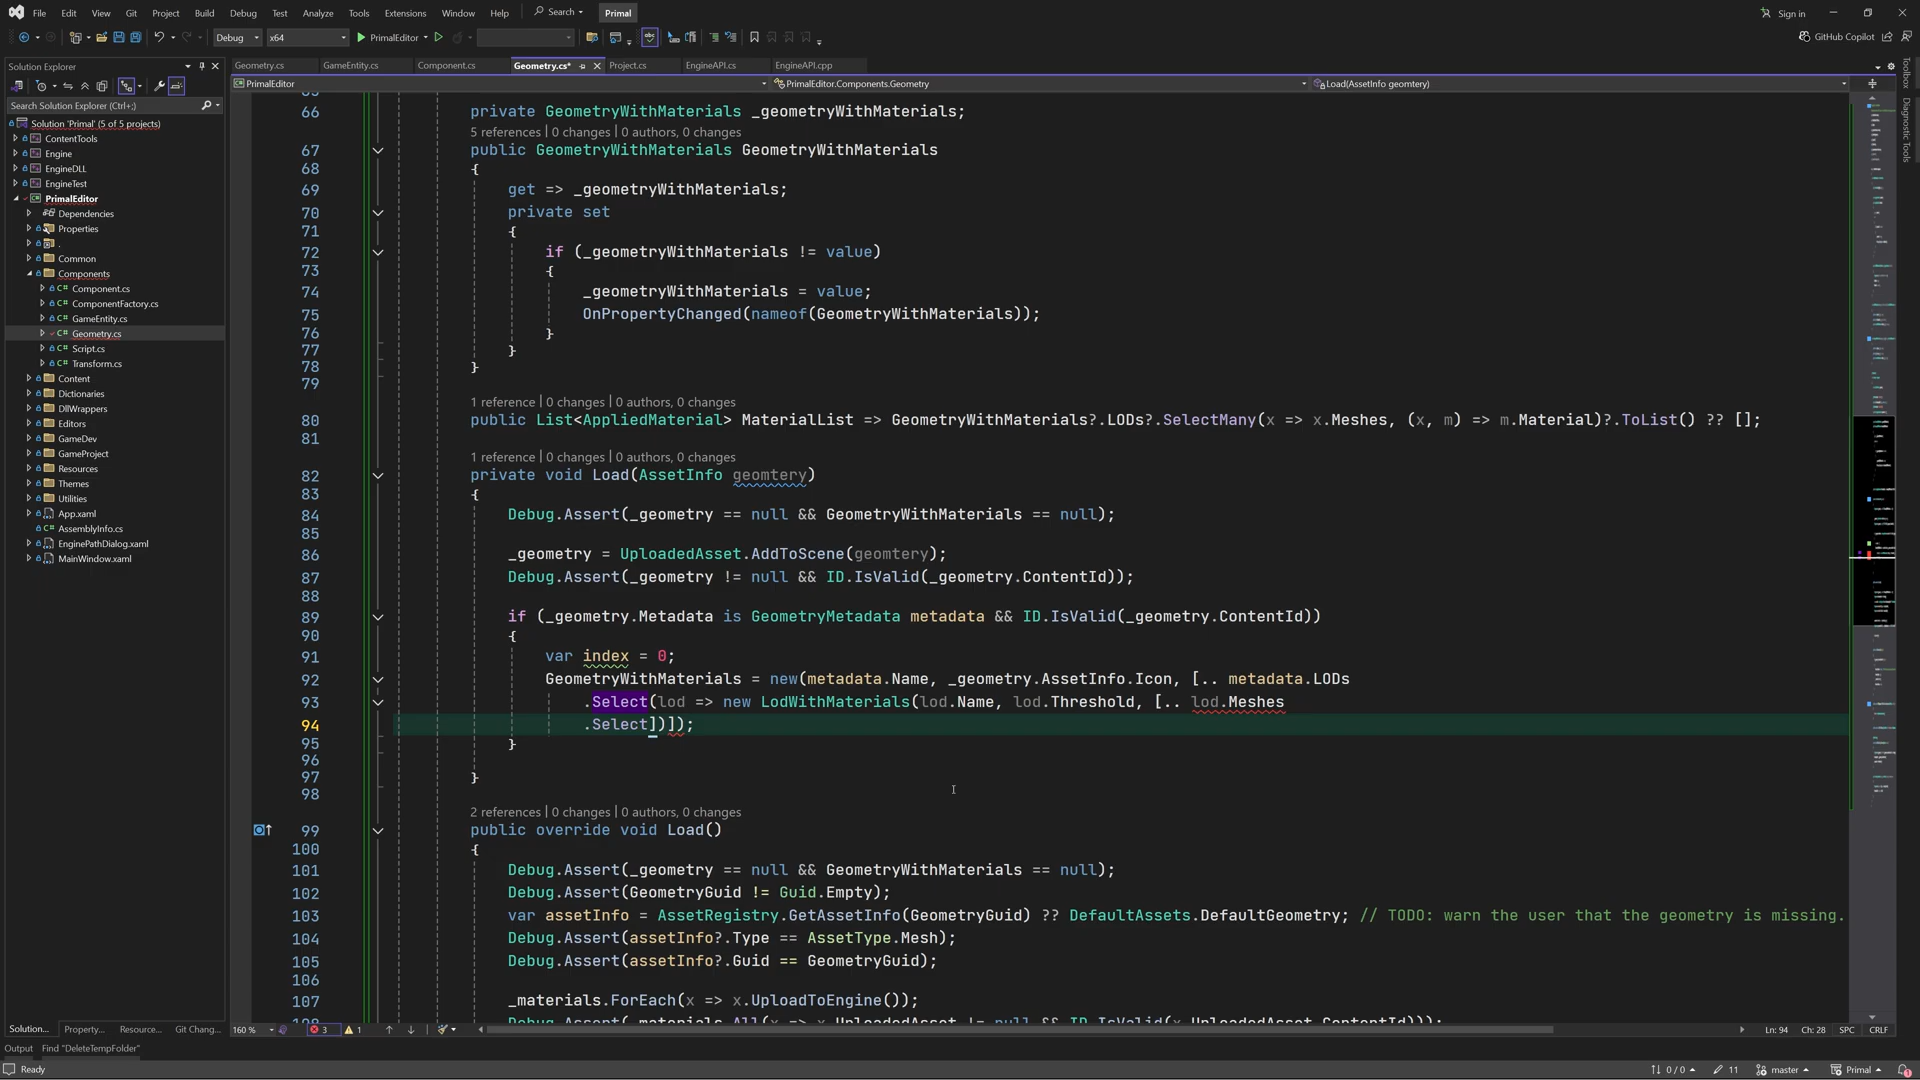 File Edit View Git Project Build Debug Test Analyze Tools Extensions Window Help Search Primal Sign in
Debug x64 PrimalEditor GitHub Copilot
Solution Explorer
Geometry.cs GameEntity.cs Component.cs Geometry.cs* Project.cs EngineAPI.cs EngineAPI.cpp
PrimalEditor PrimalEditor.Components.Geometry Load(AssetInfo geomtery)
Search Solution Explorer (Ctrl+;)
Solution 'Primal' (5 of 5 projects)
ContentTools
Engine
EngineDLL
EngineTest
PrimalEditor
Dependencies
Properties
.
Common
Components
Component.cs
ComponentFactory.cs
GameEntity.cs
Geometry.cs
Script.cs
Transform.cs
Content
Dictionaries
DllWrappers
Editors
GameDev
GameProject
Resources
Themes
Utilities
App.xaml
AssemblyInfo.cs
EnginePathDialog.xaml
MainWindow.xaml
Solution... Property... Resource... Git Chang...
66 private GeometryWithMaterials _geometryWithMaterials;
5 references | 0 changes | 0 authors, 0 changes
67 public GeometryWithMaterials GeometryWithMaterials
68 {
69 get => _geometryWithMaterials;
70 private set
71 {
72 if (_geometryWithMaterials != value)
73 {
74 _geometryWithMaterials = value;
75 OnPropertyChanged(nameof(GeometryWithMaterials));
76 }
77 }
78 }
79
1 reference | 0 changes | 0 authors, 0 changes
80 public List<AppliedMaterial> MaterialList => GeometryWithMaterials?.LODs?.SelectMany(x => x.Meshes, (x, m) => m.Material)?.ToList() ?? [];
81
1 reference | 0 changes | 0 authors, 0 changes
82 private void Load(AssetInfo geomtery)
83 {
84 Debug.Assert(_geometry == null && GeometryWithMaterials == null);
85
86 _geometry = UploadedAsset.AddToScene(geomtery);
87 Debug.Assert(_geometry != null && ID.IsValid(_geometry.ContentId));
88
89 if (_geometry.Metadata is GeometryMetadata metadata && ID.IsValid(_geometry.ContentId))
90 {
91 var index = 0;
92 GeometryWithMaterials = new(metadata.Name, _geometry.AssetInfo.Icon, [.. metadata.LODs
93 .Select(lod => new LodWithMaterials(lod.Name, lod.Threshold, [.. lod.Meshes
94 .Select])]);
95 }
96
97 }
98
2 references | 0 changes | 0 authors, 0 changes
99 public override void Load()
100 {
101 Debug.Assert(_geometry == null && GeometryWithMaterials == null);
102 Debug.Assert(GeometryGuid != Guid.Empty);
103 var assetInfo = AssetRegistry.GetAssetInfo(GeometryGuid) ?? DefaultAssets.DefaultGeometry; // TODO: warn the user that the geometry is missing.
104 Debug.Assert(assetInfo?.Type == AssetType.Mesh);
105 Debug.Assert(assetInfo?.Guid == GeometryGuid);
106
107 _materials.ForEach(x => x.UploadToEngine());
Toolbox
Diagnostic Tools
160 % 3 1 Ln: 94 Ch: 28 SPC CRLF
Output Find "DeleteTempFolder"
Ready 0 / 0 11 master Primal 1